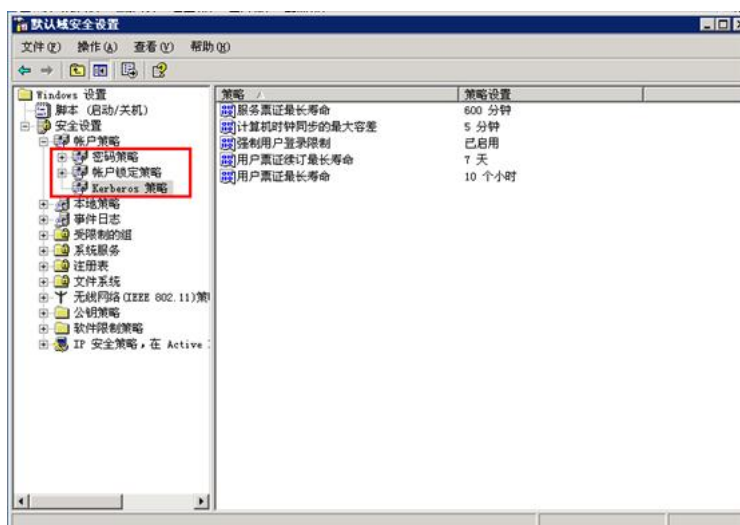 默认域安全设置
文件(F) 操作(A) 查看(V) 帮助(H)
Windows 设置
脚本 (启动/关机)
安全设置
帐户策略
密码策略
帐户锁定策略
Kerberos 策略
本地策略
事件日志
受限制的组
系统服务
注册表
文件系统
无线网络(IEEE 802.11)策
公钥策略
软件限制策略
IP 安全策略，在 Active
策略 策略设置
服务票证最长寿命 600 分钟
计算机时钟同步的最大容差 5 分钟
强制用户登录限制 已启用
用户票证续订最长寿命 7 天
用户票证最长寿命 10 个小时